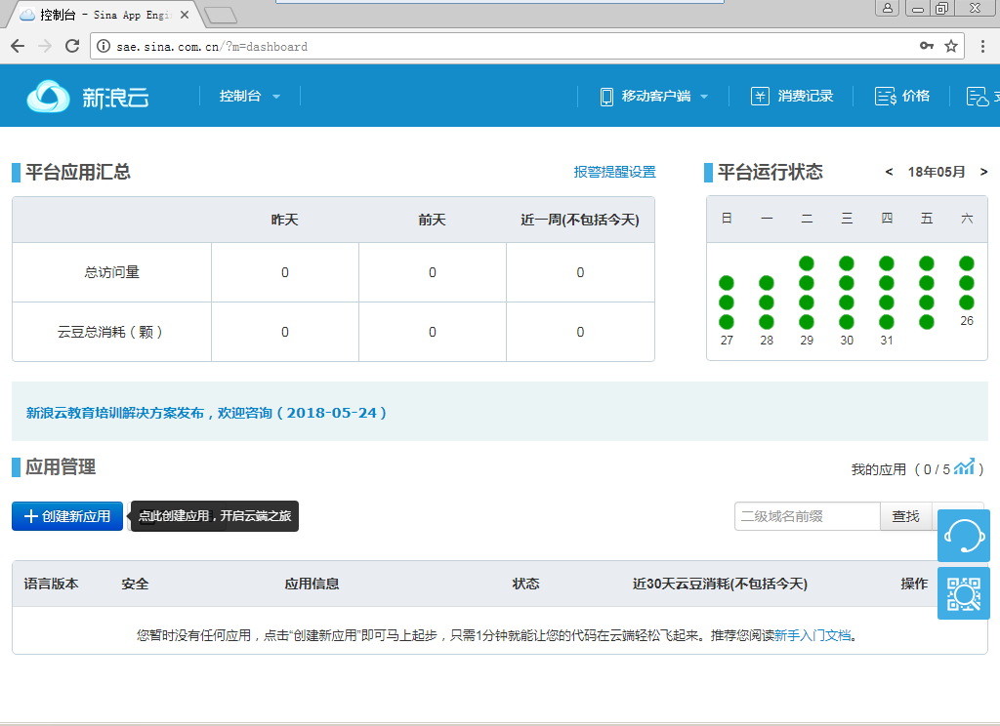 控制台 - Sina App Engi
sae.sina.com.cn/?m=dashboard
新浪云 控制台 移动客户端 消费记录 价格
平台应用汇总 报警提醒设置
昨天 前天 近一周(不包括今天)
总访问量 0 0 0
云豆总消耗（颗） 0 0 0
平台运行状态 < 18年05月 >
日 一 二 三 四 五 六
26
27 28 29 30 31
新浪云教育培训解决方案发布，欢迎咨询（2018-05-24）
应用管理 我的应用 （0 / 5 ）
创建新应用 点此创建应用，开启云端之旅 二级域名前缀 查找
语言版本 安全 应用信息 状态 近30天云豆消耗(不包括今天) 操作
您暂时没有任何应用，点击“创建新应用”即可马上起步，只需1分钟就能让您的代码在云端轻松飞起来。推荐您阅读新手入门文档。